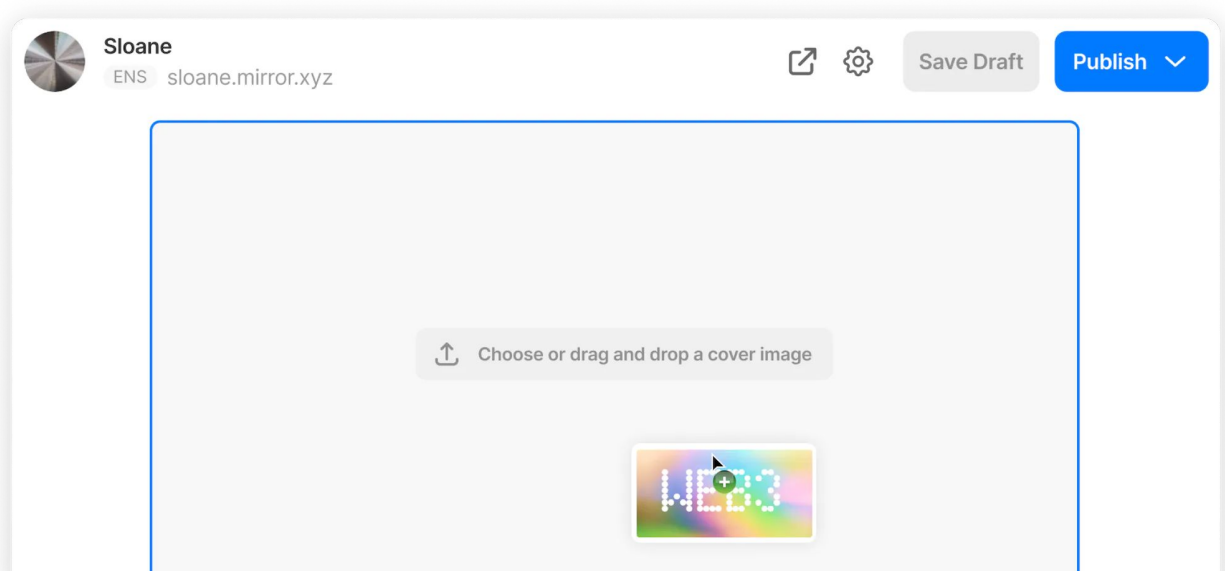 Sloane
ENS sloane.mirror.xyz
Save Draft
Publish
Choose or drag and drop a cover image
WEB3